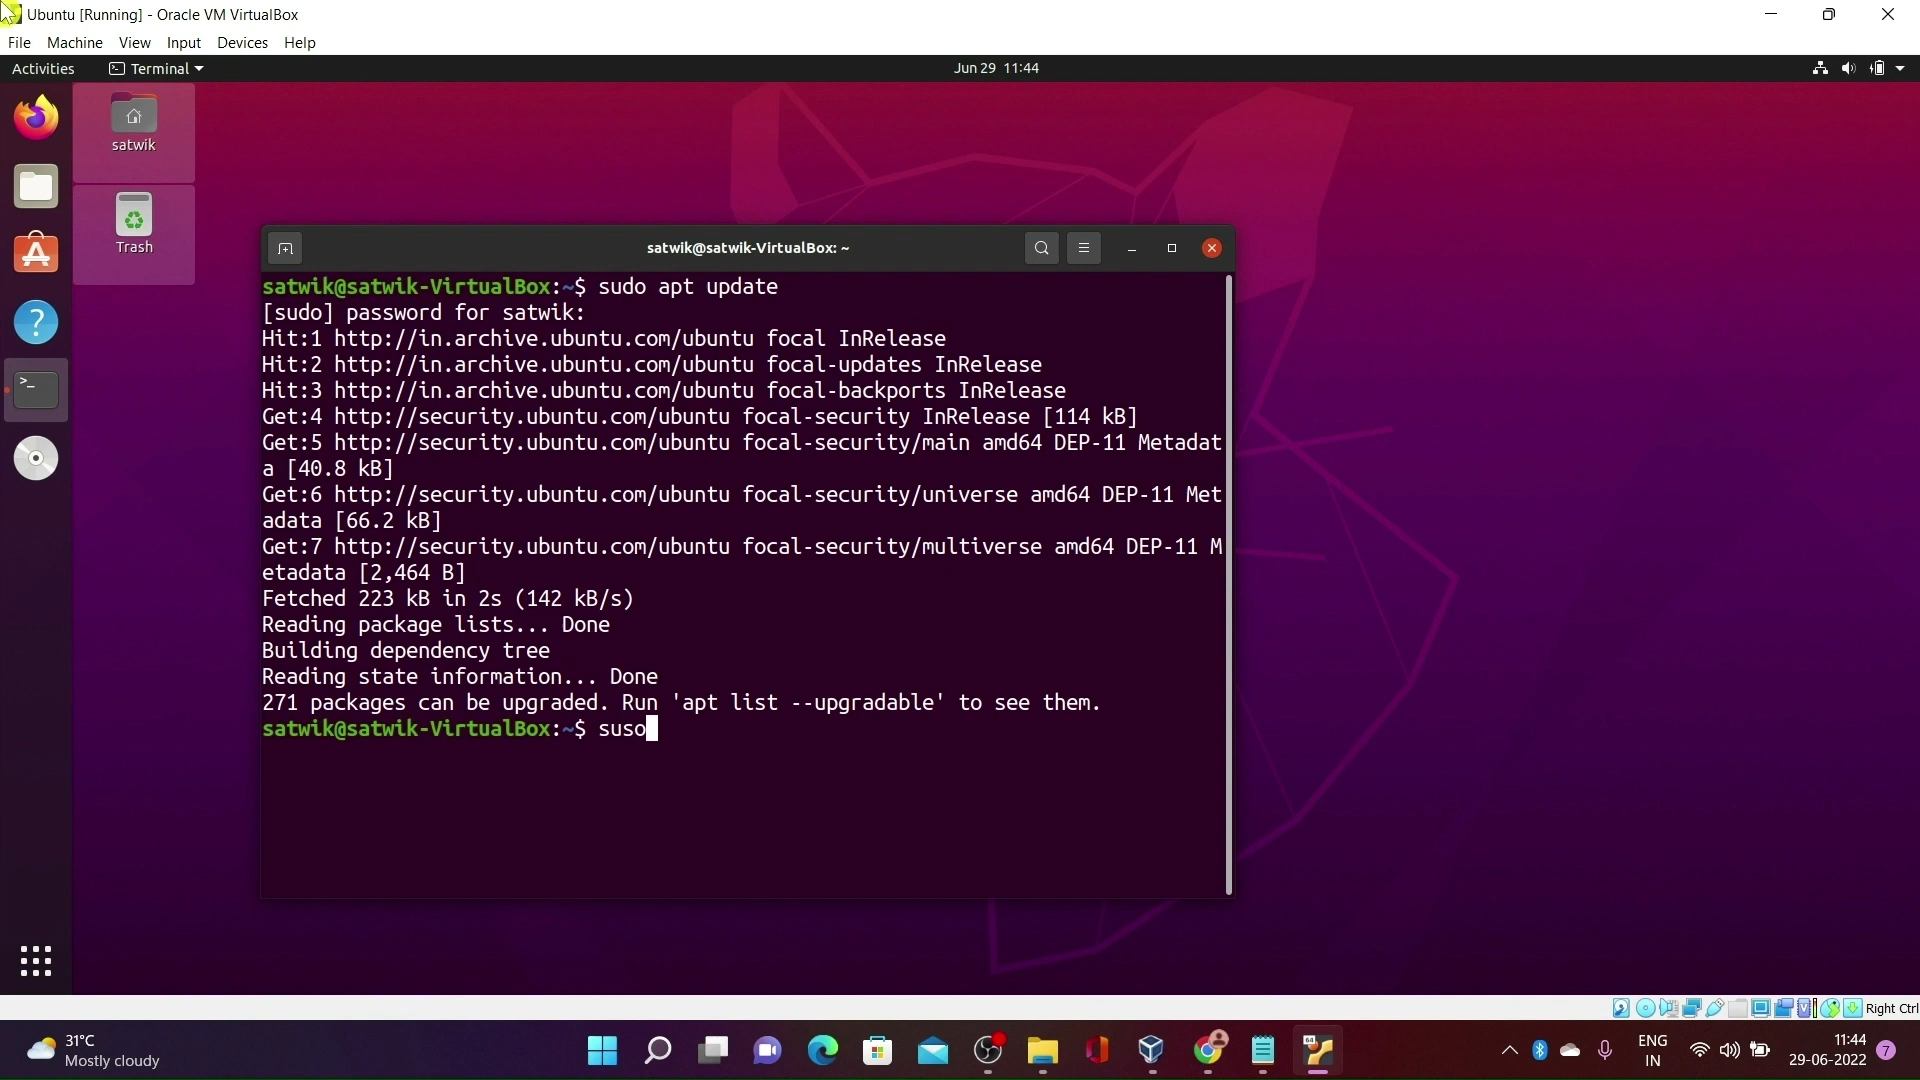 Ubuntu [Running] - Oracle VM VirtualBox
File Machine View Input Devices Help
Activities Terminal Jun 29 11:44
satwik
Trash
satwik@satwik-VirtualBox: ~
satwik@satwik-VirtualBox:~$ sudo apt update
[sudo] password for satwik:
Hit:1 http://in.archive.ubuntu.com/ubuntu focal InRelease
Hit:2 http://in.archive.ubuntu.com/ubuntu focal-updates InRelease
Hit:3 http://in.archive.ubuntu.com/ubuntu focal-backports InRelease
Get:4 http://security.ubuntu.com/ubuntu focal-security InRelease [114 kB]
Get:5 http://security.ubuntu.com/ubuntu focal-security/main amd64 DEP-11 Metadat
a [40.8 kB]
Get:6 http://security.ubuntu.com/ubuntu focal-security/universe amd64 DEP-11 Met
adata [66.2 kB]
Get:7 http://security.ubuntu.com/ubuntu focal-security/multiverse amd64 DEP-11 M
etadata [2,464 B]
Fetched 223 kB in 2s (142 kB/s)
Reading package lists... Done
Building dependency tree
Reading state information... Done
271 packages can be upgraded. Run 'apt list --upgradable' to see them.
satwik@satwik-VirtualBox:~$ suso
Right Ctrl
31°C
Mostly cloudy
64
ENG
IN
11:44
29-06-2022
7